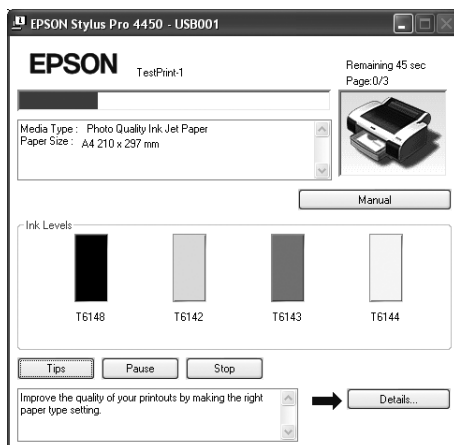 EPSON Stylus Pro 4450 - USB001
EPSON
TestPrint-1
Remaining 45 sec
Page:0/3
Media Type : Photo Quality Ink Jet Paper
Paper Size : A4 210 x 297 mm
Manual
Ink Levels
T6148 T6142 T6143 T6144
Tips Pause Stop
Improve the quality of your printouts by making the right
paper type setting.
Details...